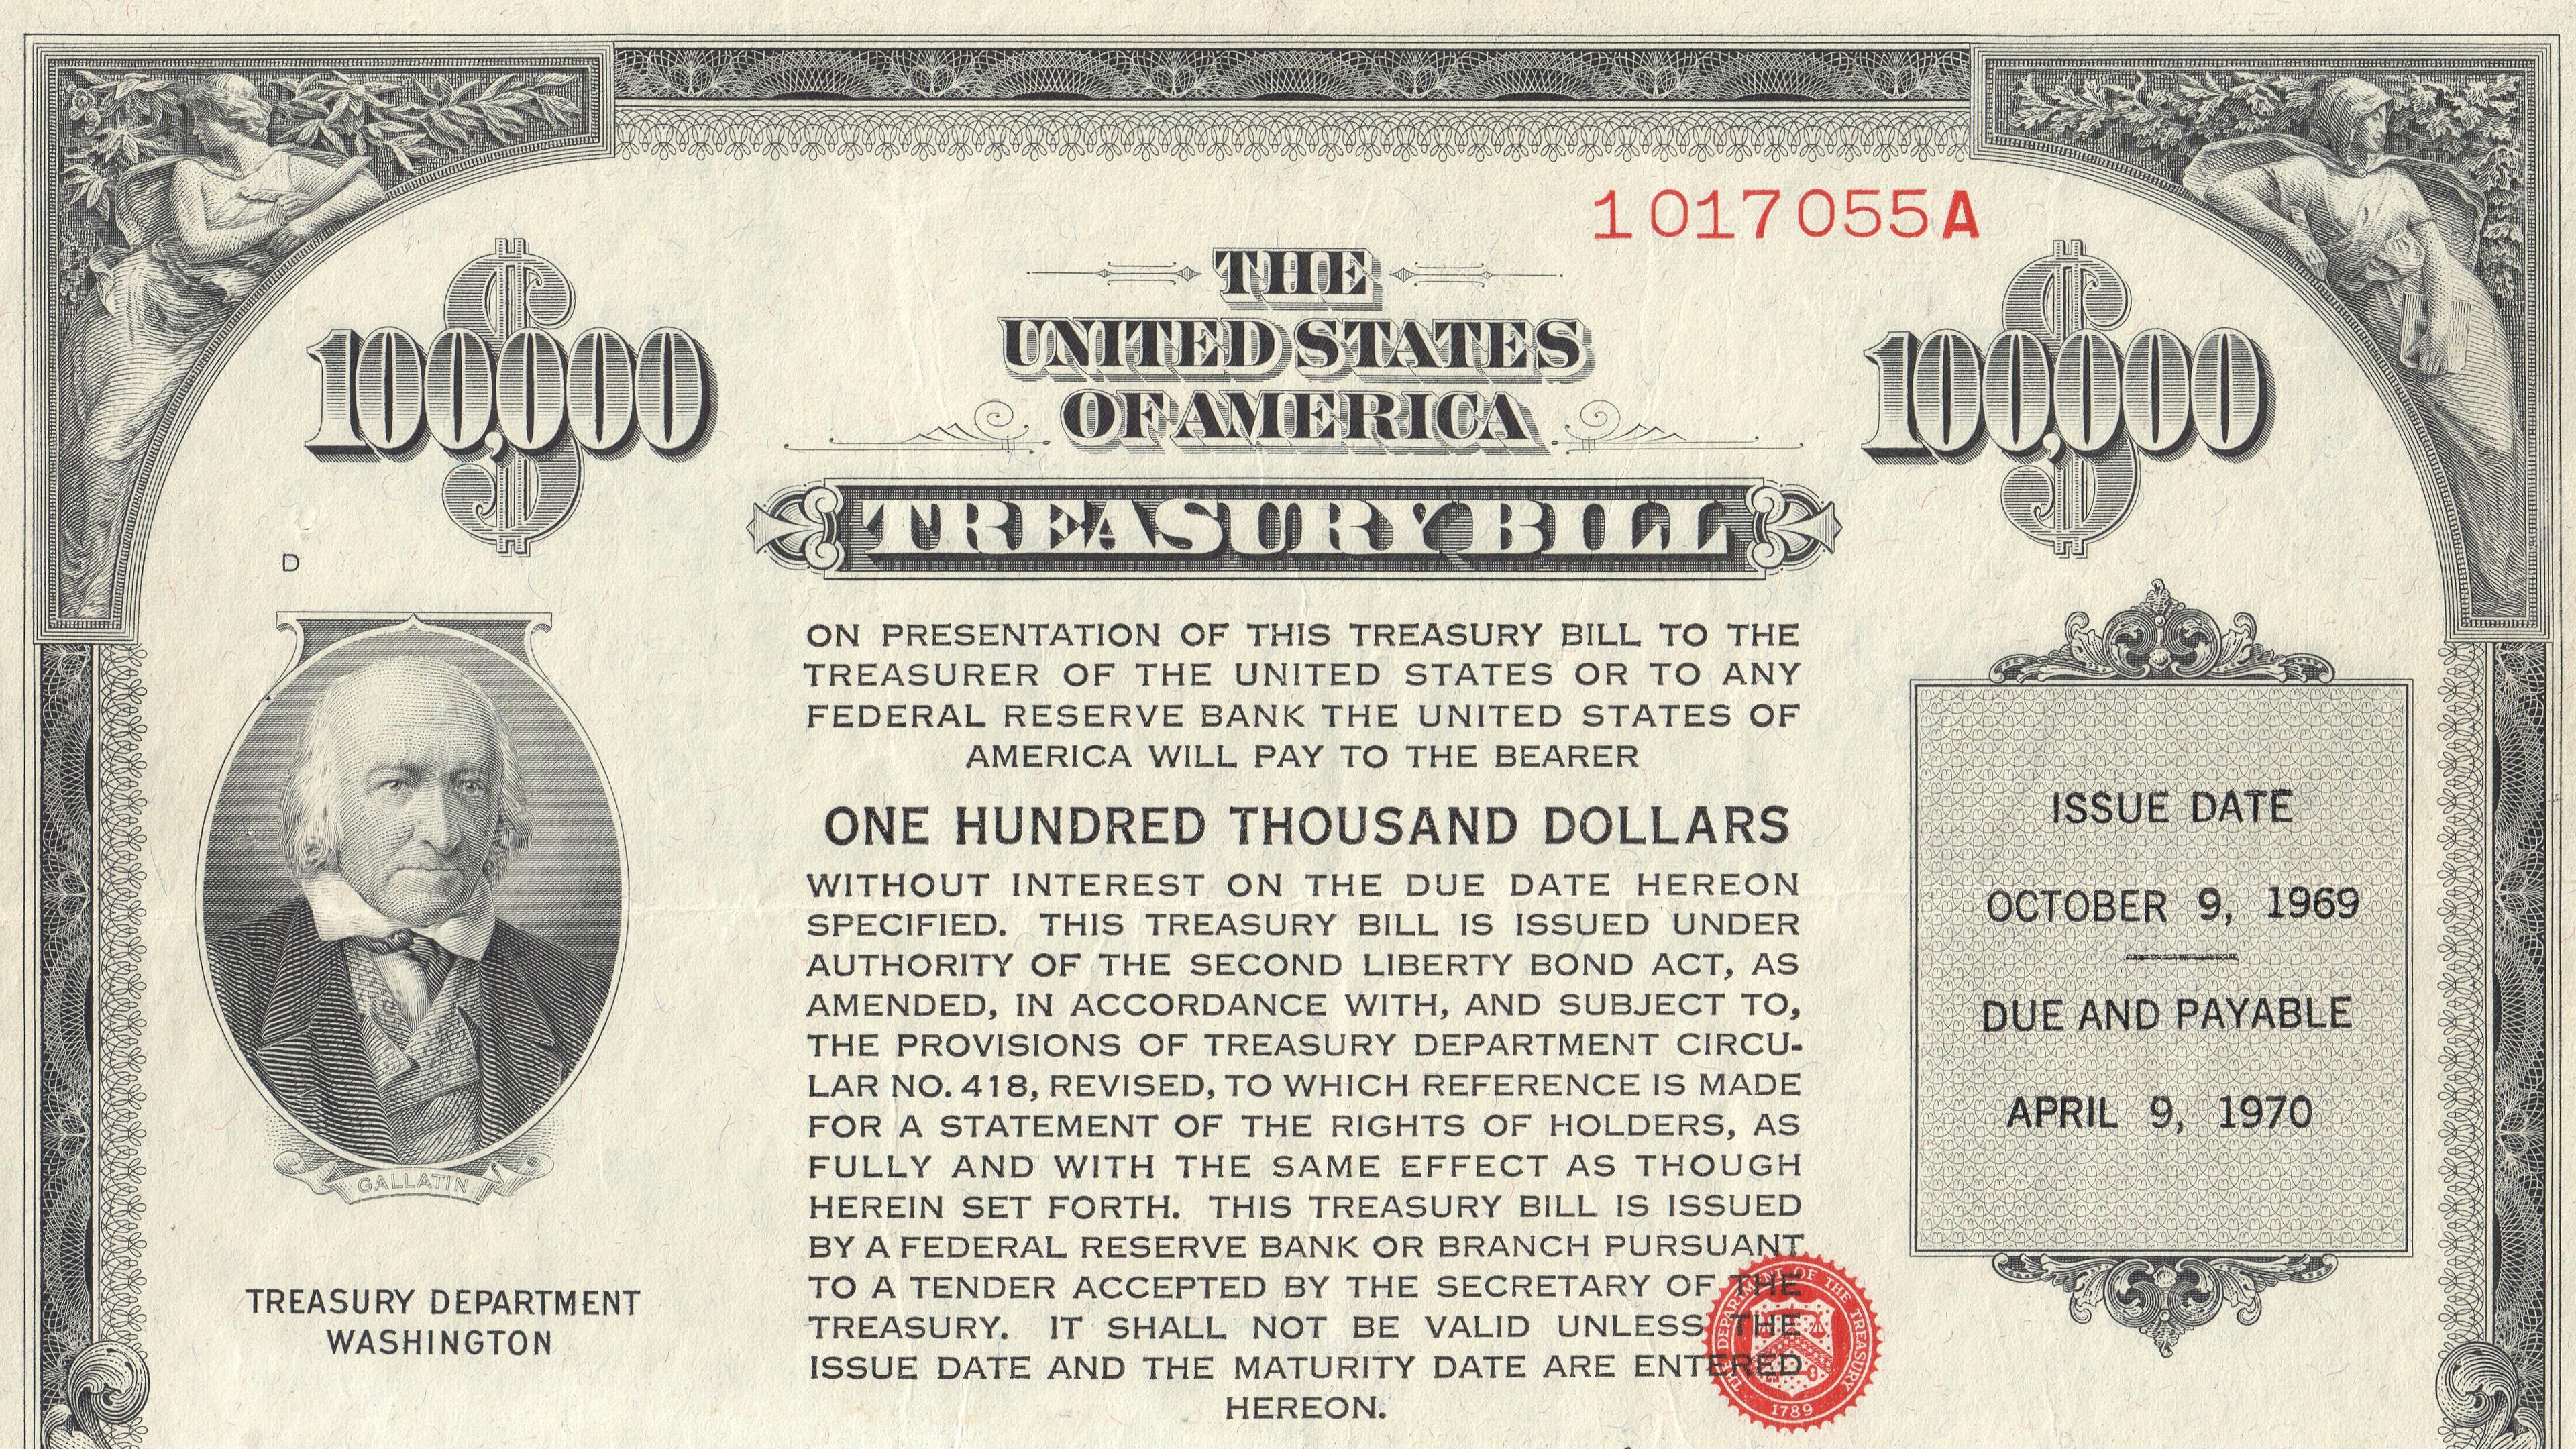 1017055A
THE
UNITED STATES
OF AMERICA
$100,000
$100,000
TREASURY BILL
D
ON PRESENTATION OF THIS TREASURY BILL TO THE
TREASURER OF THE UNITED STATES OR TO ANY
FEDERAL RESERVE BANK THE UNITED STATES OF
AMERICA WILL PAY TO THE BEARER
ONE HUNDRED THOUSAND DOLLARS
WITHOUT INTEREST ON THE DUE DATE HEREON
SPECIFIED. THIS TREASURY BILL IS ISSUED UNDER
AUTHORITY OF THE SECOND LIBERTY BOND ACT, AS
AMENDED, IN ACCORDANCE WITH, AND SUBJECT TO,
THE PROVISIONS OF TREASURY DEPARTMENT CIRCU-
LAR NO. 418, REVISED, TO WHICH REFERENCE IS MADE
FOR A STATEMENT OF THE RIGHTS OF HOLDERS, AS
FULLY AND WITH THE SAME EFFECT AS THOUGH
HEREIN SET FORTH. THIS TREASURY BILL IS ISSUED
BY A FEDERAL RESERVE BANK OR BRANCH PURSUANT
TO A TENDER ACCEPTED BY THE SECRETARY OF THE
TREASURY. IT SHALL NOT BE VALID UNLESS THE
ISSUE DATE AND THE MATURITY DATE ARE ENTERED
HEREON.
GALLATIN
TREASURY DEPARTMENT
WASHINGTON
ISSUE DATE
OCTOBER 9, 1969
DUE AND PAYABLE
APRIL 9, 1970
THE DEPARTMENT OF THE TREASURY
1789